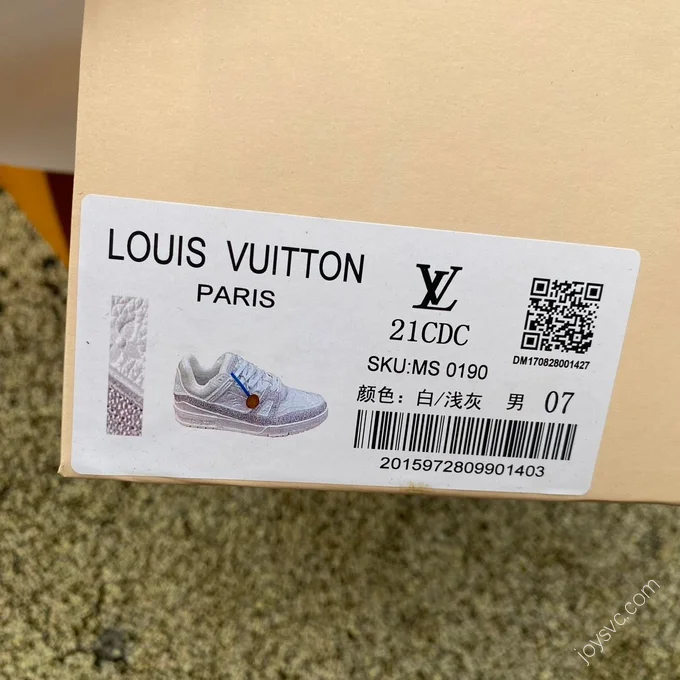 LOUIS VUITTON
PARIS
LV
21CDC
SKU:MS 0190
颜色: 白/浅灰 男 07
2015972809901403
DM170828001427
joysvc.com